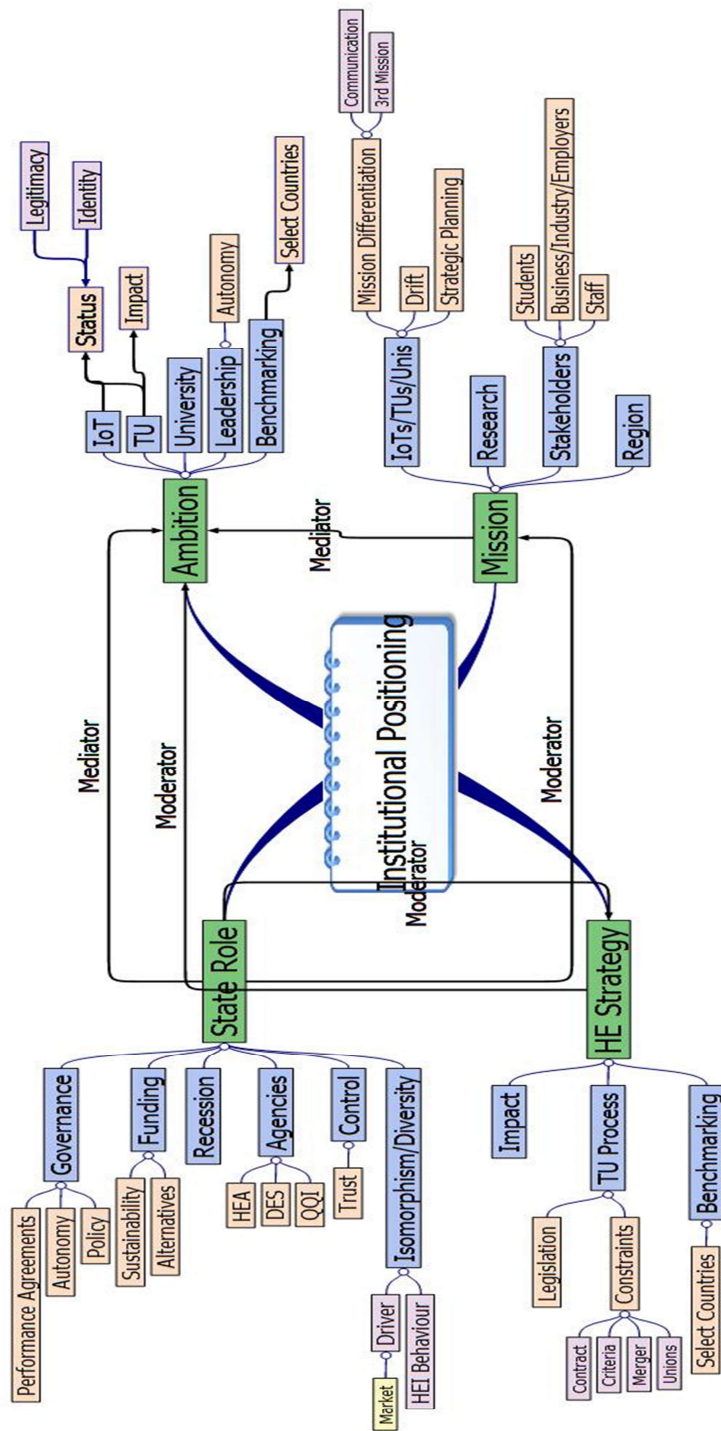 Institutional Positioning
State Role
Governance
Performance Agreements
Autonomy
Policy
Funding
Sustainability
Alternatives
Recession
Agencies
HEA
DES
QQI
Control
Trust
Isomorphism/Diversity
Driver
Market
HEI Behaviour
HE Strategy
Impact
TU Process
Legislation
Constraints
Contract
Criteria
Merger
Unions
Benchmarking
Select Countries
Mediator
Moderator
Moderator
Moderator
Mediator
Ambition
IoT
TU
University
Leadership
Benchmarking
Status
Impact
Legitimacy
Identity
Autonomy
Select Countries
Mission
IoTs/TUs/Unis
Mission Differentiation
Communication
3rd Mission
Drift
Strategic Planning
Research
Stakeholders
Students
Business/Industry/Employers
Staff
Region